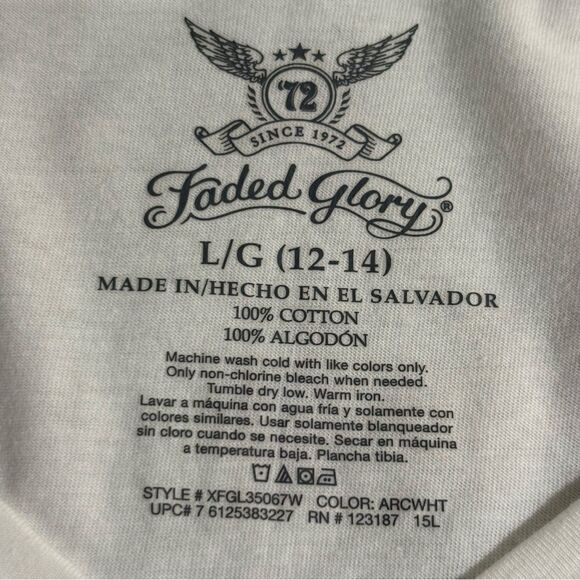 '72
SINCE 1972
Faded Glory®
L/G (12-14)
MADE IN/HECHO EN EL SALVADOR
100% COTTON
100% ALGODÓN
Machine wash cold with like colors only.
Only non-chlorine bleach when needed.
Tumble dry low. Warm iron.
Lavar a máquina con agua fría y solamente con
colores similares. Usar solamente blanqueador
sin cloro cuando se necesite. Secar en máquina
a temperatura baja. Plancha tibia.
STYLE # XFGL35067W COLOR: ARCWHT
UPC# 7 6125383227 RN # 123187 15L